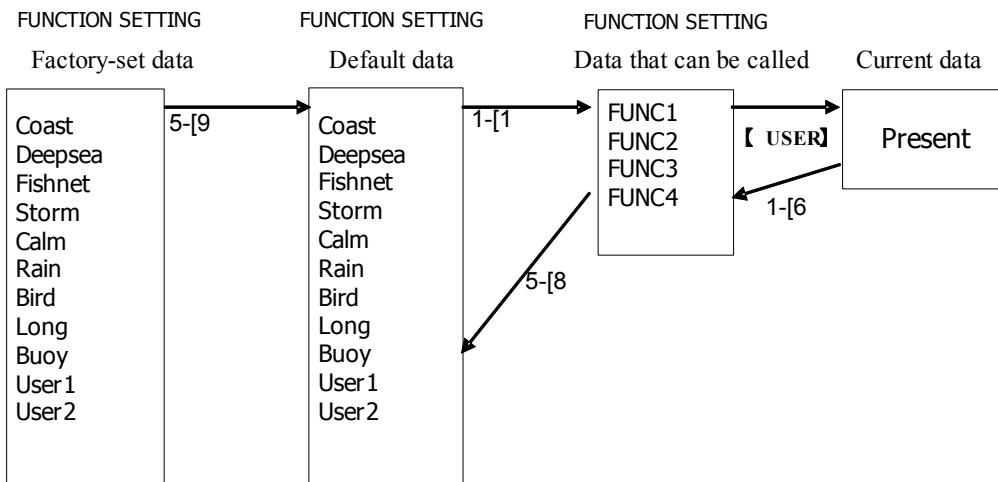 FUNCTION SETTING
FUNCTION SETTING
FUNCTION SETTING
Factory-set data
Default data
Data that can be called
Current data
Coast
Deepsea
Fishnet
Storm
Calm
Rain
Bird
Long
Buoy
User1
User2
5-[9
Coast
Deepsea
Fishnet
Storm
Calm
Rain
Bird
Long
Buoy
User1
User2
1-[1
5-[8
FUNC1
FUNC2
FUNC3
FUNC4
【 USER】
1-[6
Present